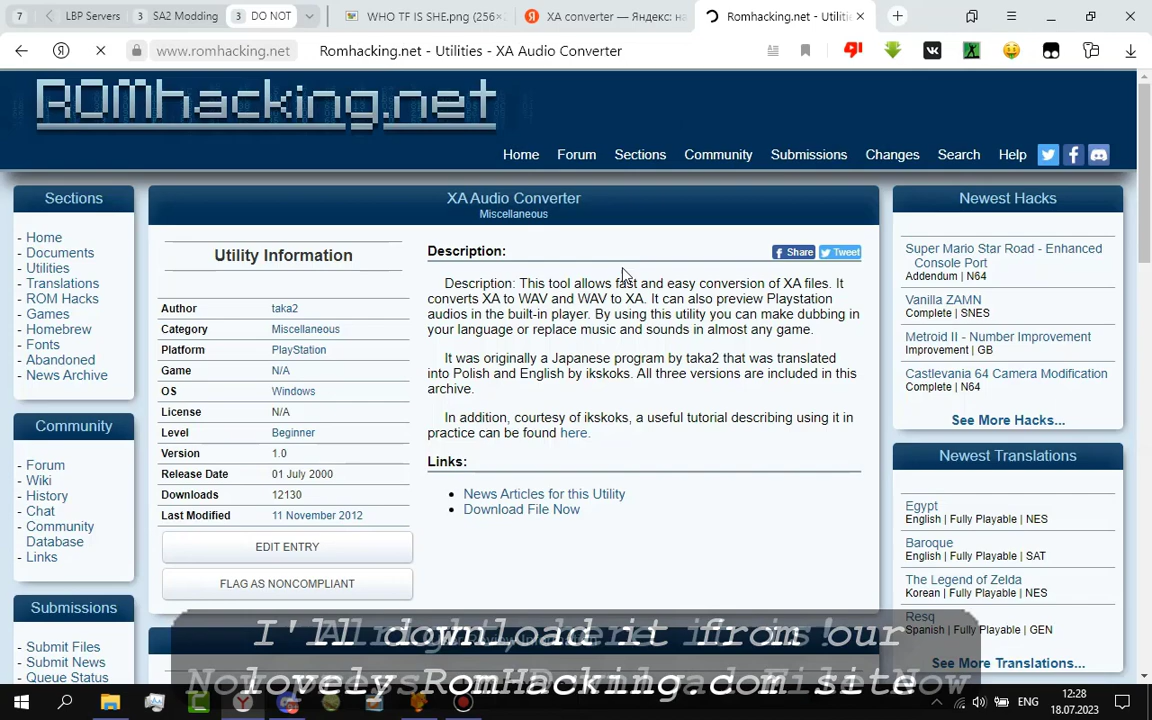 7
LBP Servers
3
SA2 Modding
3
DO NOT
WHO TF IS SHE.png (256×
XA converter — Яндекс: на
Romhacking.net - Utiliti
www.romhacking.net
Romhacking.net - Utilities - XA Audio Converter
ROMhacking.net
Home
Forum
Sections
Community
Submissions
Changes
Search
Help
Sections
- Home
- Documents
- Utilities
- Translations
- ROM Hacks
- Games
- Homebrew
- Fonts
- Abandoned
- News Archive
Community
- Forum
- Wiki
- History
- Chat
- Community
Database
- Links
Submissions
- Submit Files
- Submit News
- Queue Status
XA Audio Converter
Miscellaneous
Utility Information
Author taka2
Category Miscellaneous
Platform PlayStation
Game N/A
OS Windows
License N/A
Level Beginner
Version 1.0
Release Date 01 July 2000
Downloads 12130
Last Modified 11 November 2012
EDIT ENTRY
FLAG AS NONCOMPLIANT
Description:
Share
Tweet
Description: This tool allows fast and easy conversion of XA files. It
converts XA to WAV and WAV to XA. It can also preview Playstation
audios in the built-in player. By using this utility you can make dubbing in
your language or replace music and sounds in almost any game.
It was originally a Japanese program by taka2 that was translated
into Polish and English by ikskoks. All three versions are included in this
archive.
In addition, courtesy of ikskoks, a useful tutorial describing using it in
practice can be found here.
Links:
News Articles for this Utility
Download File Now
Newest Hacks
Super Mario Star Road - Enhanced
Condor Port
Addendum | N64
Vanilla ZAMN
Complete | SNES
Metroid II - Number Improvement
Improvement | GB
Castlevania 64 Camera Modification
Complete | N64
See More Hacks...
Newest Translations
Egypt
English | Fully Playable | NES
Baroque
English | Fully Playable | SAT
The Legend of Zelda
Korean | Fully Playable | NES
Resq
Spanish | Fully Playable | GEN
See More Translations...
I'll download it from our
lovely RomHacking.com site
ENG
12:28
18.07.2023